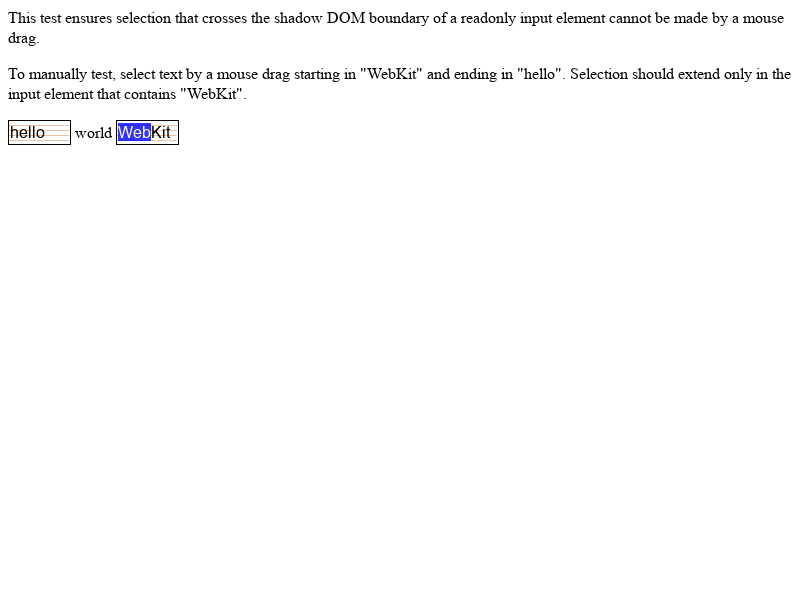 This test ensures selection that crosses the shadow DOM boundary of a readonly input element cannot be made by a mouse
drag.
To manually test, select text by a mouse drag starting in "WebKit" and ending in "hello". Selection should extend only in the
input element that contains "WebKit".
hello world WebKit